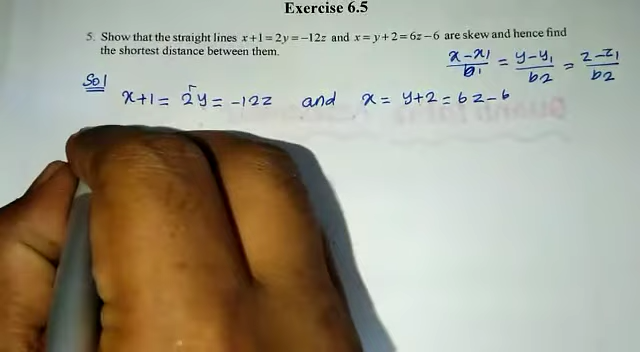 Exercise 6.5
5. Show that the straight lines x+1=2y=−12z and x=y+2=6z−6 are skew and hence find
the shortest distance between them.
x-x1/b1 = y-y1/b2 = z-z1/b2
Sol
x+1= 2y = -12z and x= y+2= 6z-6